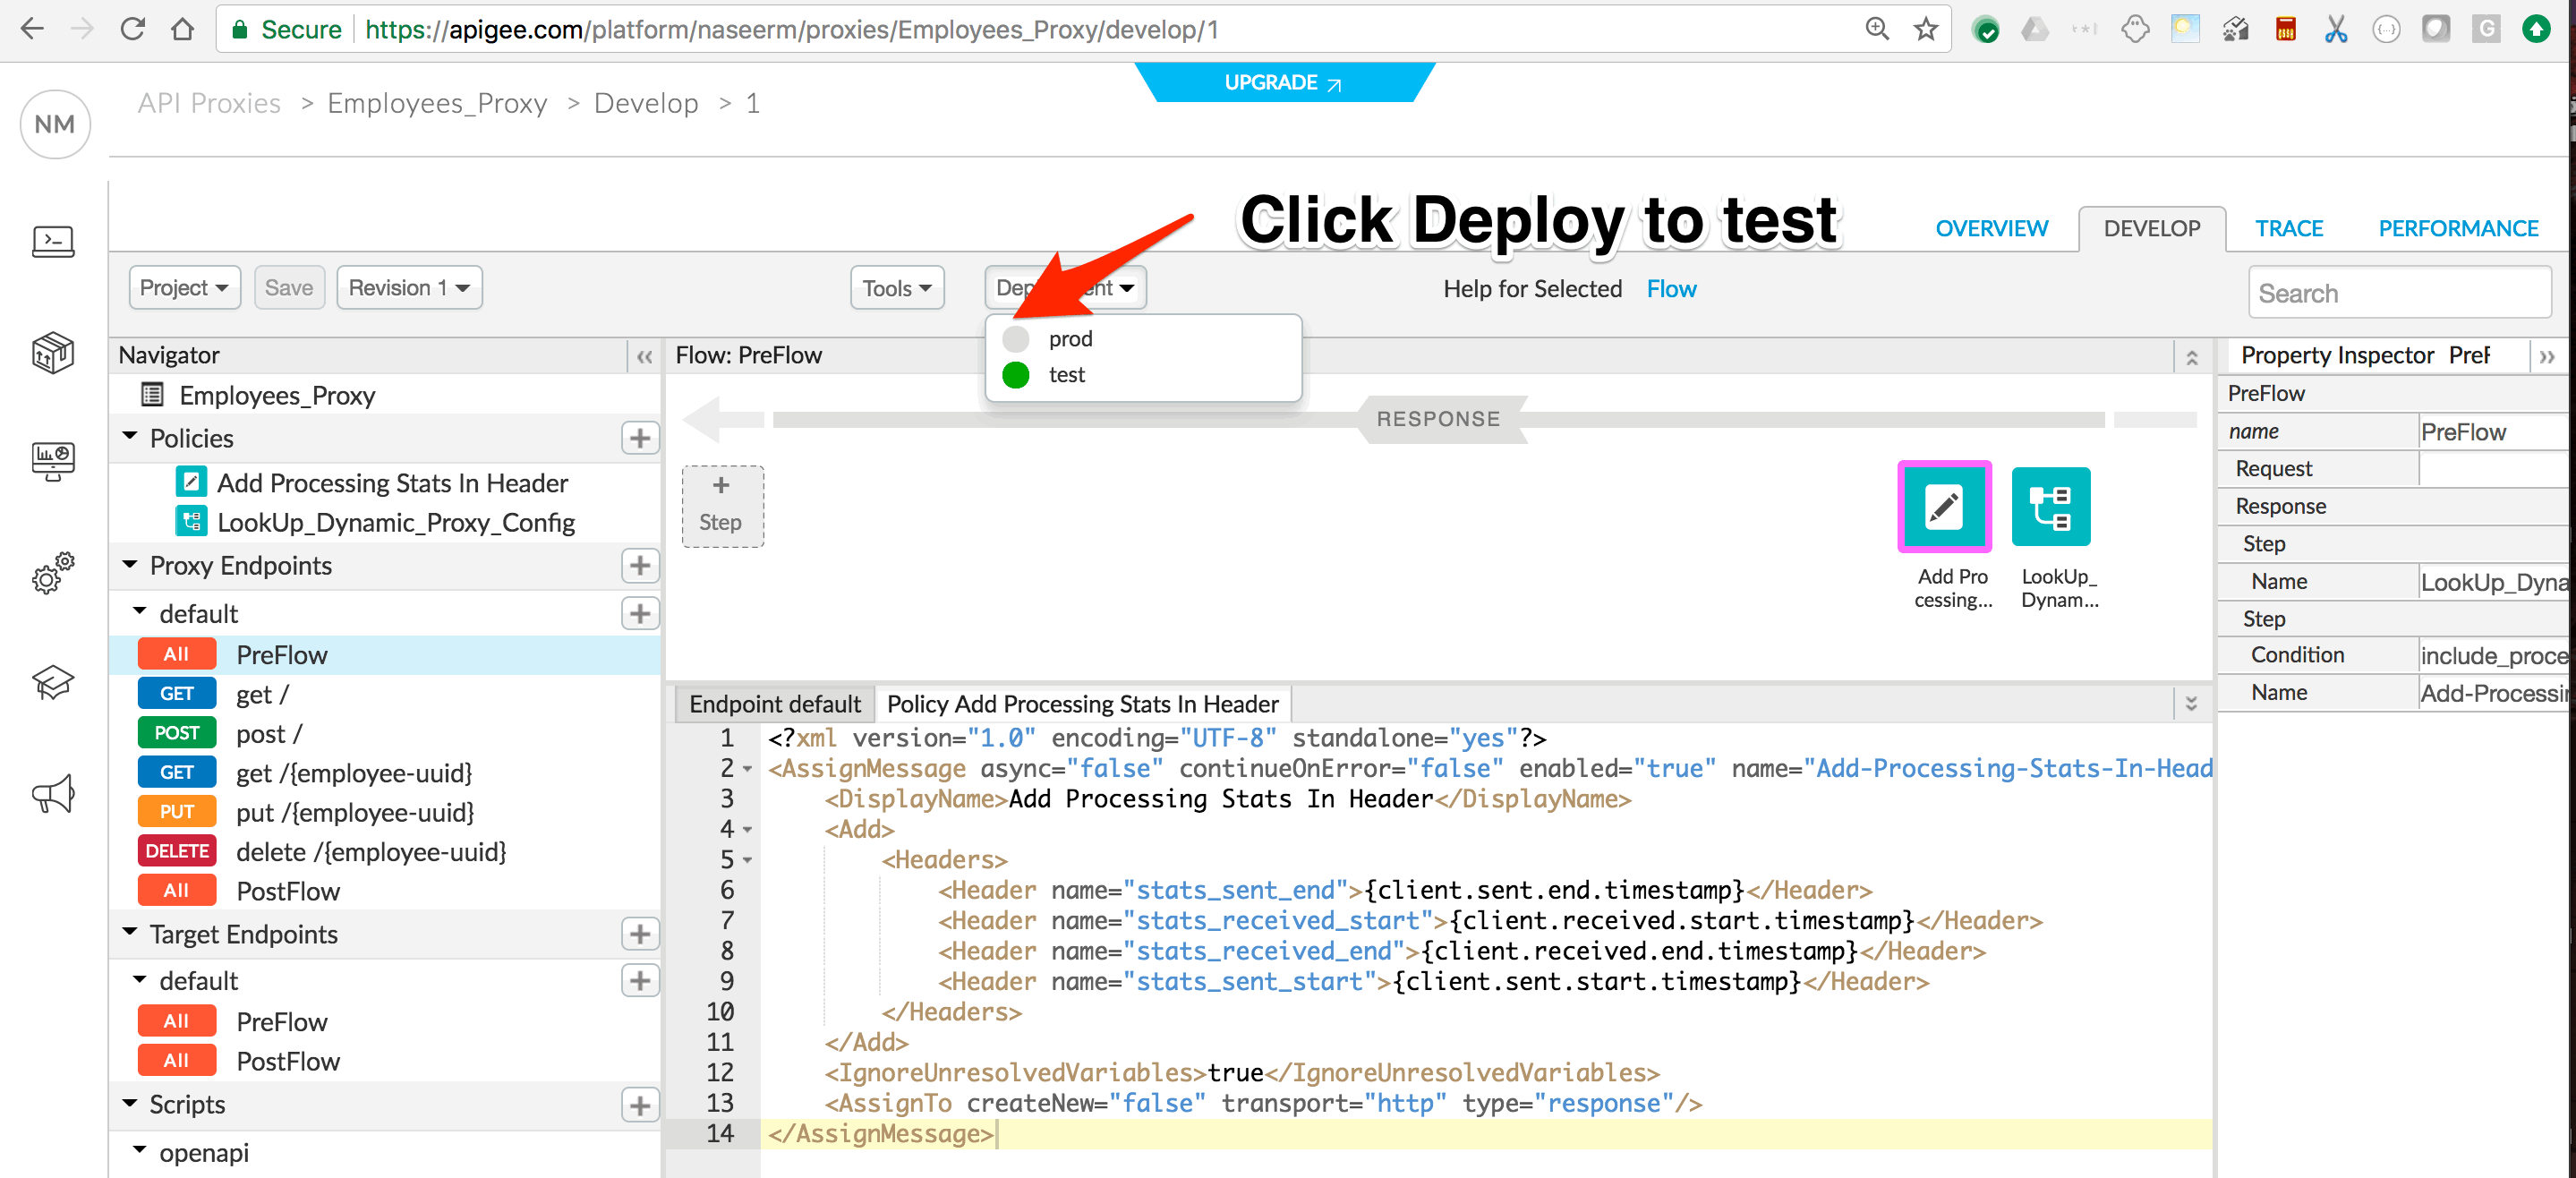 Secure https://apigee.com/platform/naseerm/proxies/Employees_Proxy/develop/1
UPGRADE
NM
API Proxies > Employees_Proxy > Develop > 1
Click Deploy to test
OVERVIEW DEVELOP TRACE PERFORMANCE
Project Save Revision 1 Tools Help for Selected Flow Search
prod
test
Navigator
Employees_Proxy
Policies
Add Processing Stats In Header
LookUp_Dynamic_Proxy_Config
Proxy Endpoints
default
All PreFlow
GET get /
POST post /
GET get /{employee-uuid}
PUT put /{employee-uuid}
DELETE delete /{employee-uuid}
All PostFlow
Target Endpoints
default
All PreFlow
All PostFlow
Scripts
openapi
Flow: PreFlow
RESPONSE
+
Step
Add Pro
cessing...
LookUp_
Dynam...
Endpoint default Policy Add Processing Stats In Header
1 <?xml version="1.0" encoding="UTF-8" standalone="yes"?>
2 <AssignMessage async="false" continueOnError="false" enabled="true" name="Add-Processing-Stats-In-Head
3 <DisplayName>Add Processing Stats In Header</DisplayName>
4 <Add>
5 <Headers>
6 <Header name="stats_sent_end">{client.sent.end.timestamp}</Header>
7 <Header name="stats_received_start">{client.received.start.timestamp}</Header>
8 <Header name="stats_received_end">{client.received.end.timestamp}</Header>
9 <Header name="stats_sent_start">{client.sent.start.timestamp}</Header>
10 </Headers>
11 </Add>
12 <IgnoreUnresolvedVariables>true</IgnoreUnresolvedVariables>
13 <AssignTo createNew="false" transport="http" type="response"/>
14 </AssignMessage>
Property Inspector PreF
PreFlow
name PreFlow
Request
Response
Step
Name LookUp_Dyna
Step
Condition include_proce
Name Add-Processin